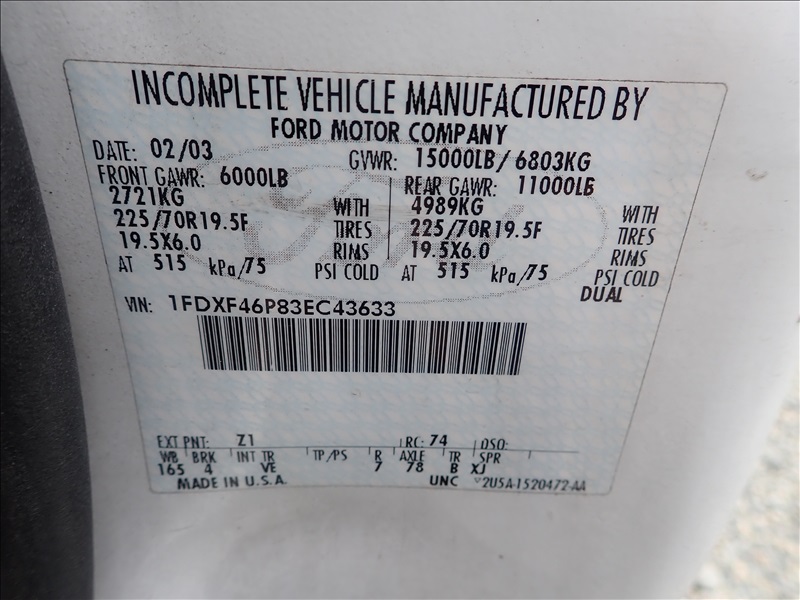 INCOMPLETE VEHICLE MANUFACTURED BY
FORD MOTOR COMPANY
DATE: 02/03 GVWR: 15000LB/ 6803KG
FRONT GAWR: 6000LB REAR GAWR: 11000LB
2721KG WITH 4989KG WITH
225/70R19.5F TIRES 225/70R19.5F TIRES
19.5X6.0 RIMS 19.5X6.0 RIMS
AT 515 kPa/75 PSI COLD AT 515 kPa/75 PSI COLD
DUAL
VIN: 1FDXF46P83EC43633
EXT PNT: Z1 RC: 74 DSO:
WB BRK INT TR TP/PS R AXLE TR SPR
165 4 VE 7 78 B XJ
MADE IN U.S.A. UNC 2U5A-1520472-AA